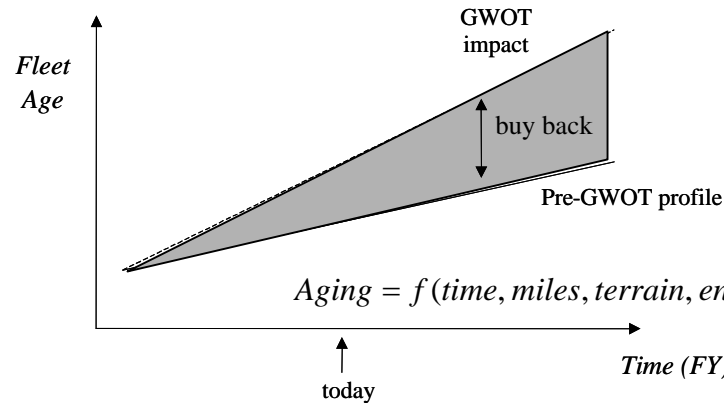 GWOT
impact
Fleet
Age
buy back
Pre-GWOT profile
Aging = f (time, miles, terrain, en
Time (FY)
today